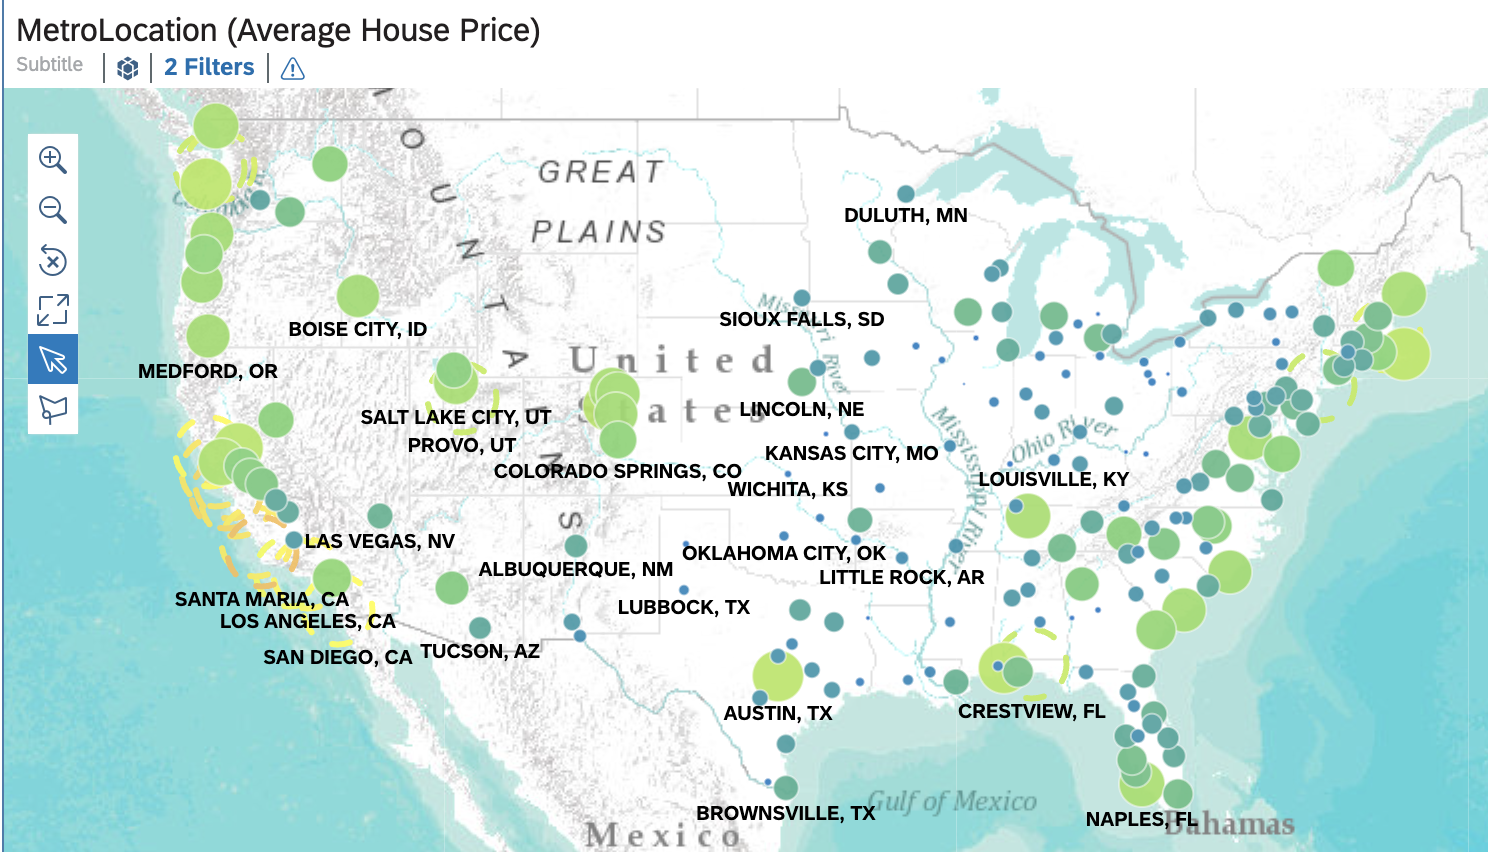 MetroLocation (Average House Price)
Subtitle
2 Filters
GREAT
PLAINS
O
U
N
T
A
N
S
DULUTH, MN
BOISE CITY, ID
SIOUX FALLS, SD
Missouri River
United
States
MEDFORD, OR
SALT LAKE CITY, UT
LINCOLN, NE
PROVO, UT
KANSAS CITY, MO
Ohio River
COLORADO SPRINGS, CO
WICHITA, KS
LOUISVILLE, KY
Mississippi River
LAS VEGAS, NV
OKLAHOMA CITY, OK
ALBUQUERQUE, NM
LITTLE ROCK, AR
SANTA MARIA, CA
LUBBOCK, TX
LOS ANGELES, CA
SAN DIEGO, CA
TUCSON, AZ
AUSTIN, TX
CRESTVIEW, FL
Gulf of Mexico
BROWNSVILLE, TX
NAPLES, FL
Bahamas
Mexico